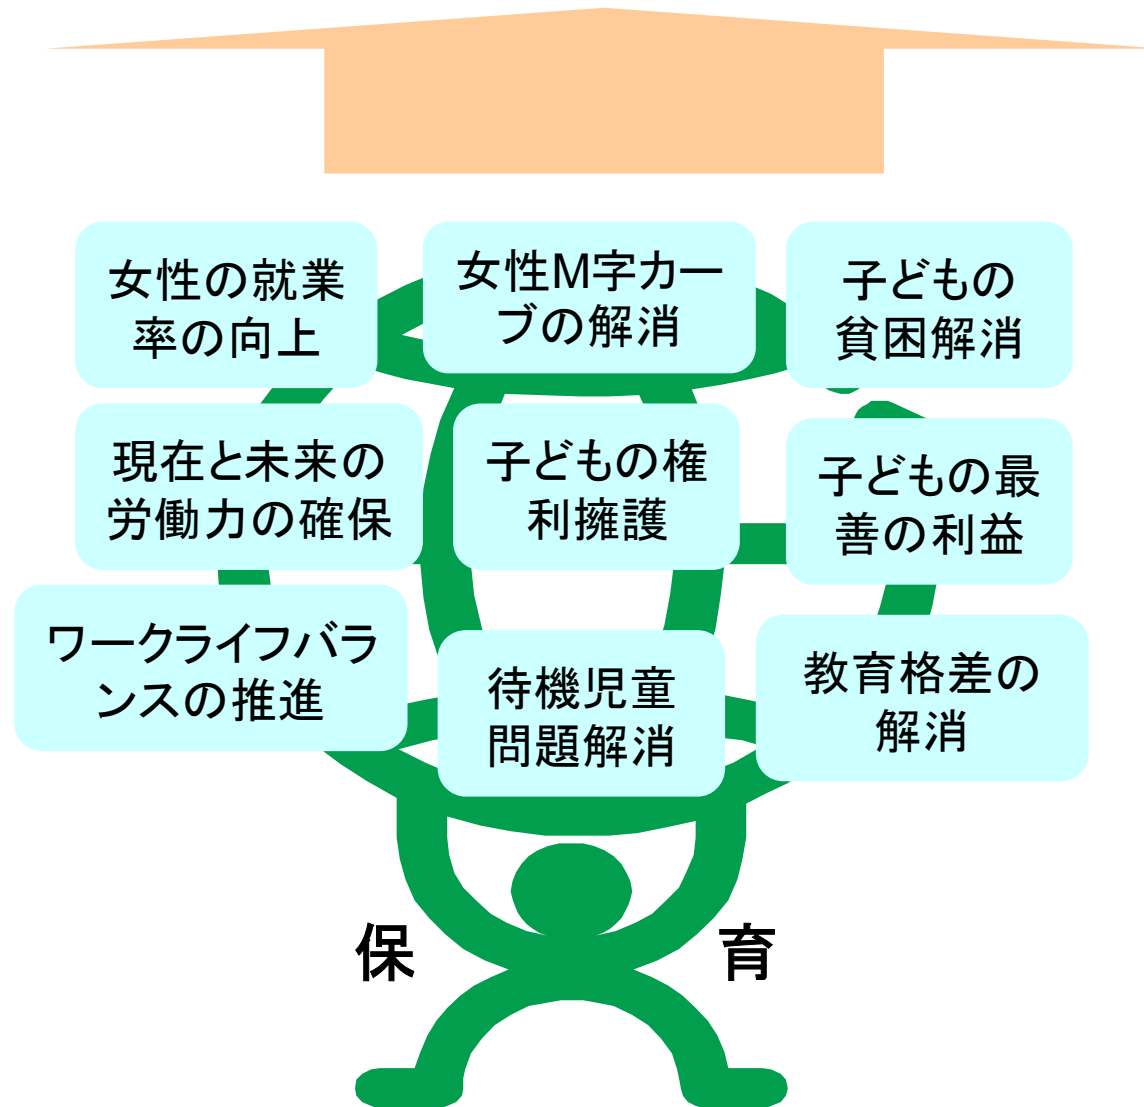 女性の就業
率の向上
女性M字カー
ブの解消
子どもの
貧困解消
現在と未来の
労働力の確保
子どもの権
利擁護
子どもの最
善の利益
ワークライフバラ
ンスの推進
待機児童
問題解消
教育格差の
解消
保 育